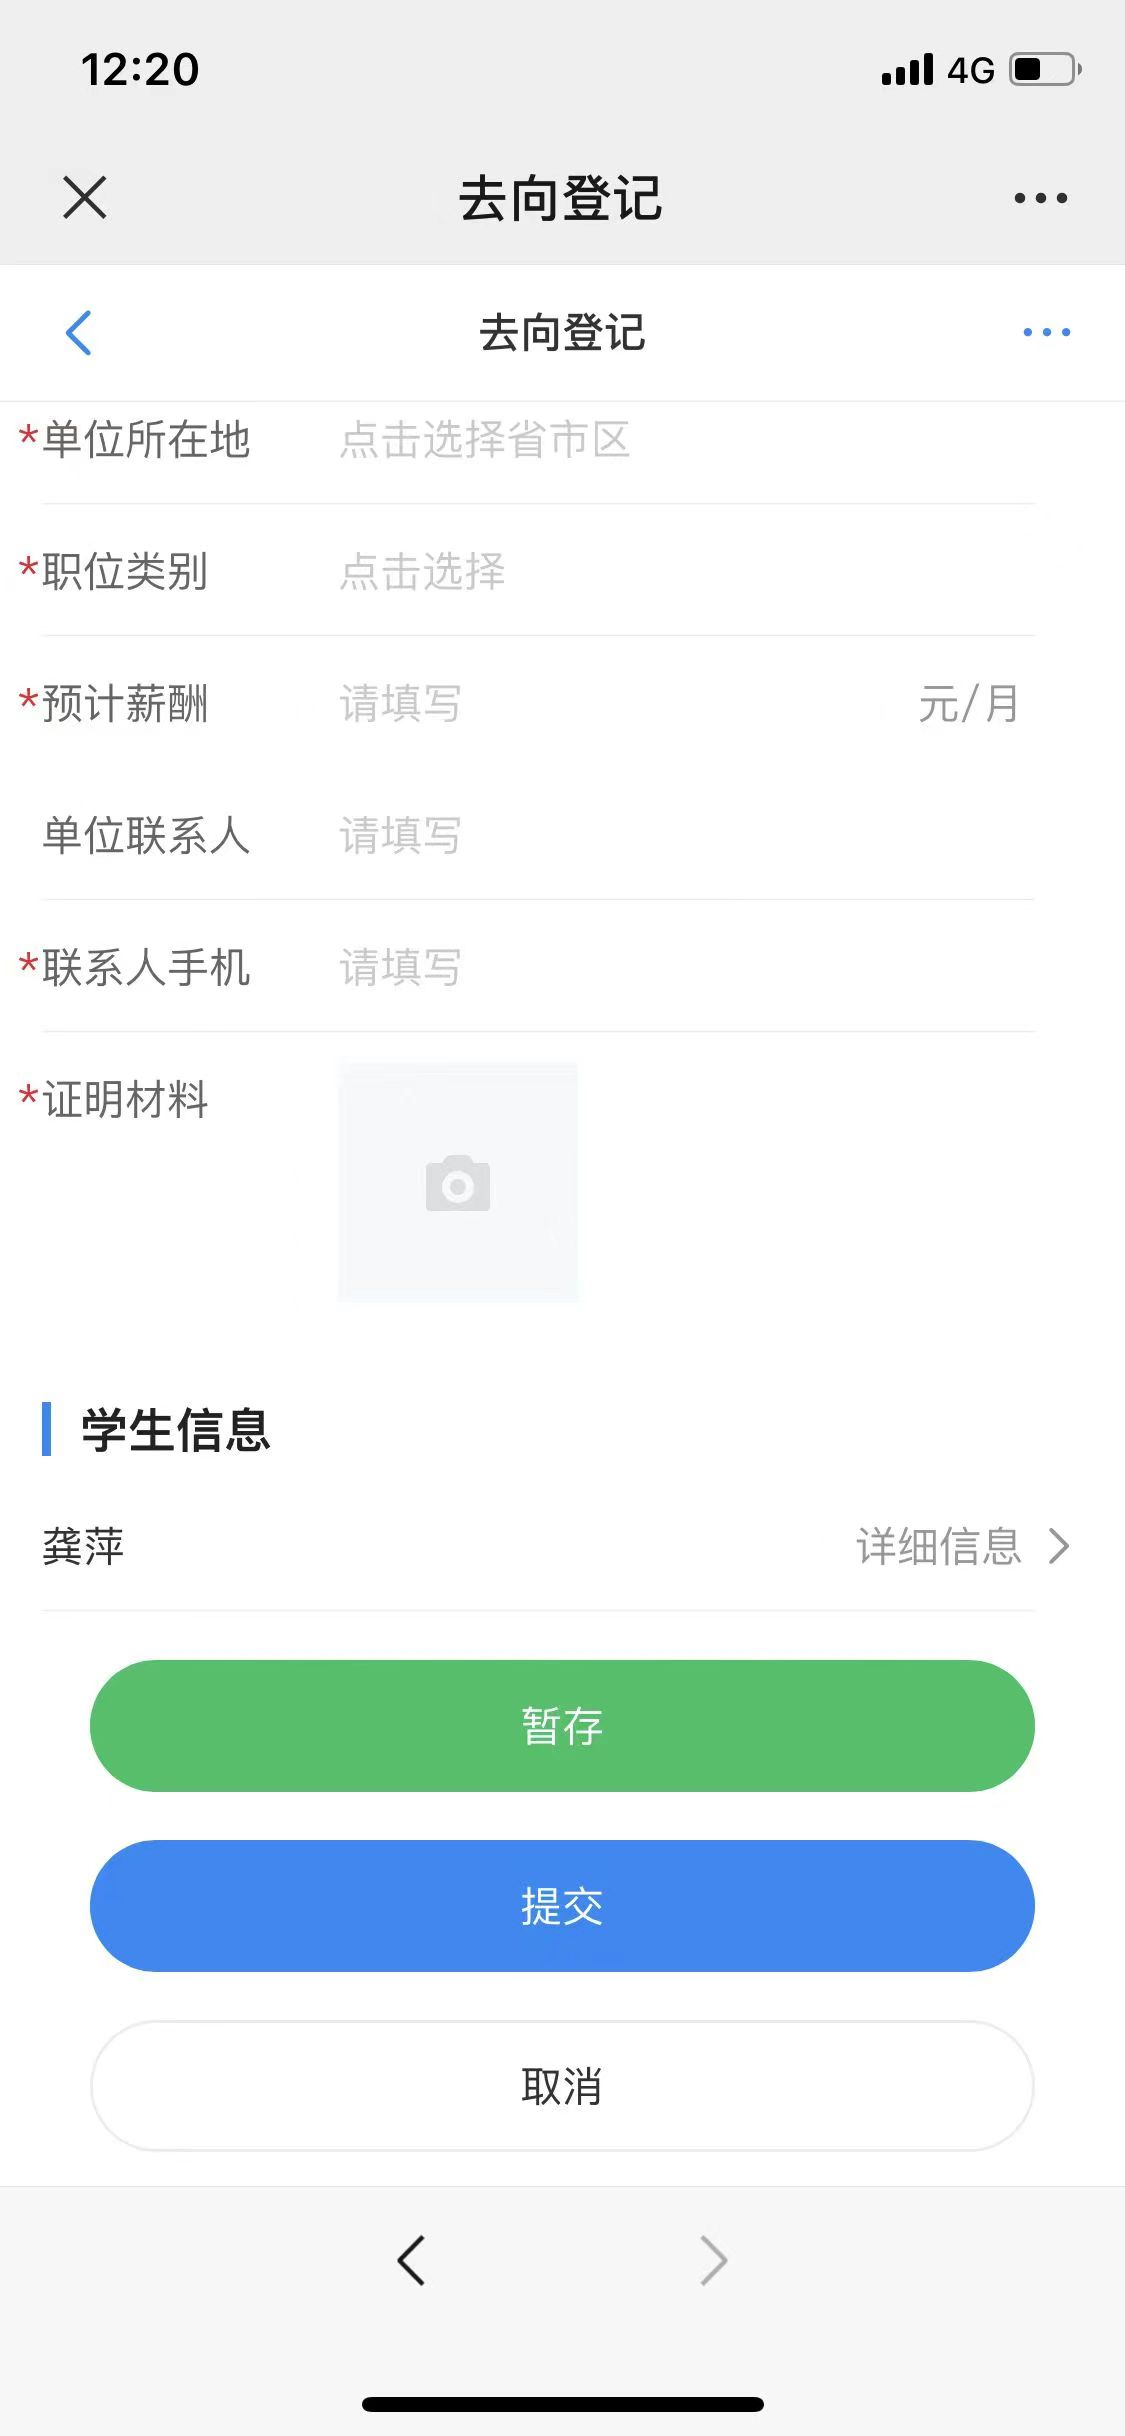 12:20
4G
去向登记
去向登记
*单位所在地 点击选择省市区
*职位类别 点击选择
*预计薪酬 请填写 元/月
单位联系人 请填写
*联系人手机 请填写
*证明材料
学生信息
龚萍 详细信息
暂存
提交
取消